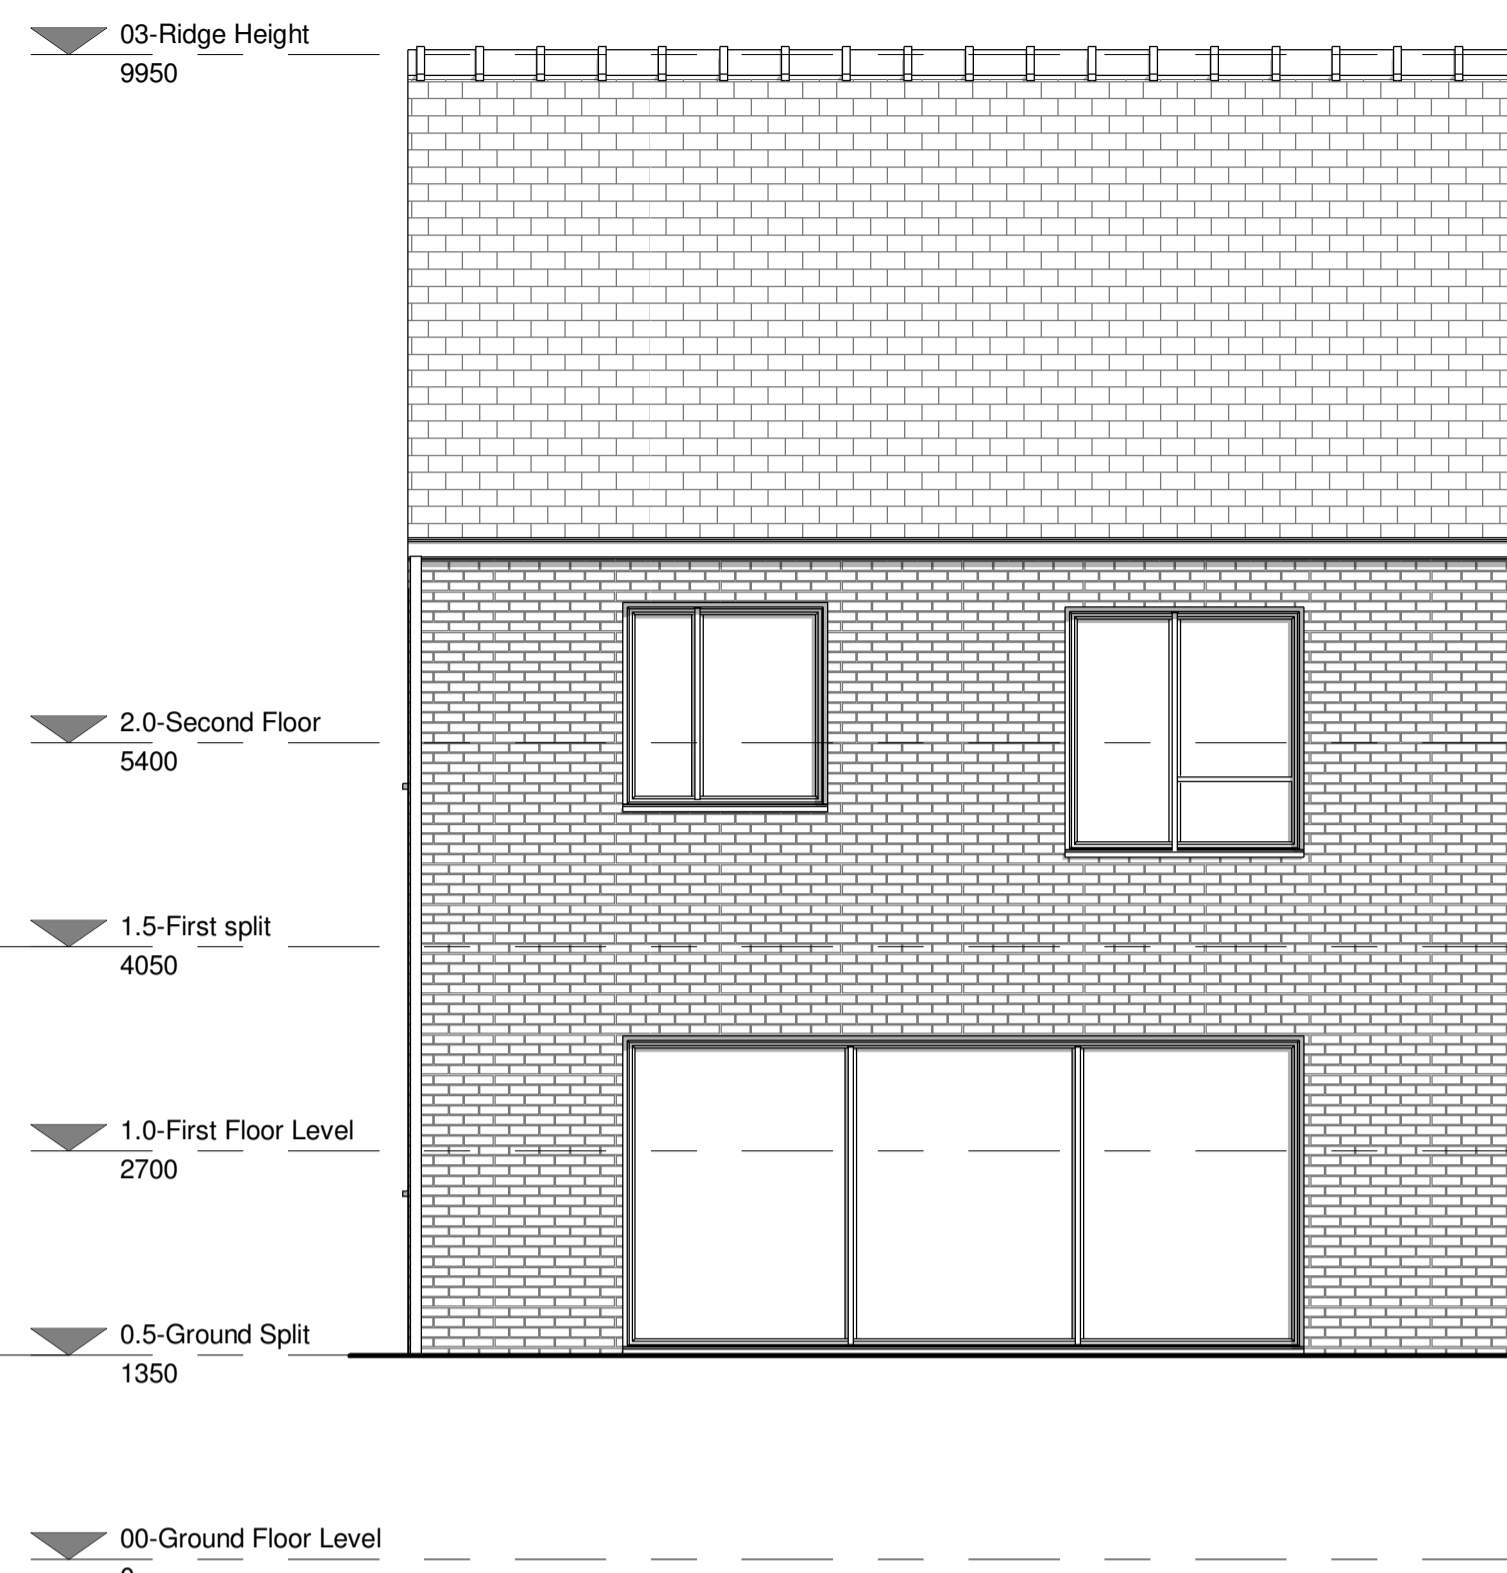 03-Ridge Height
9950
2.0-Second Floor
5400
1.5-First split
4050
1.0-First Floor Level
2700
0.5-Ground Split
1350
00-Ground Floor Level